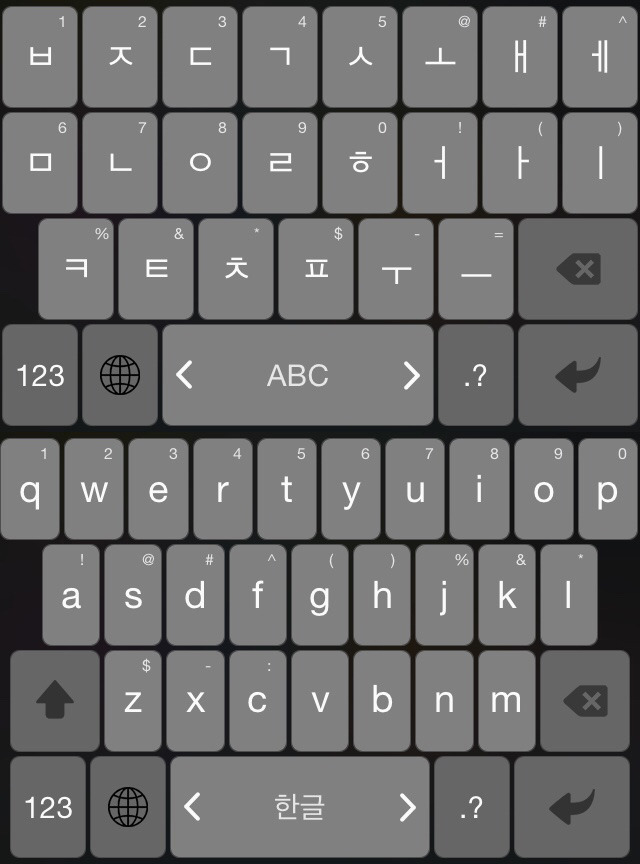 1 2 3 4 5 @ # ^
ㅂ ㅈ ㄷ ㄱ ㅅ ㅗ ㅐ ㅔ
6 7 8 9 0 ! ( )
ㅁ ㄴ ㅇ ㄹ ㅎ ㅓ ㅏ ㅣ
% & * $ - =
ㅋ ㅌ ㅊ ㅍ ㅜ ㅡ
123 < ABC > .?
1 2 3 4 5 6 7 8 9 0
q w e r t y u i o p
! @ # ^ ( ) % & *
a s d f g h j k l
$ - :
z x c v b n m
123 < 한글 > .?